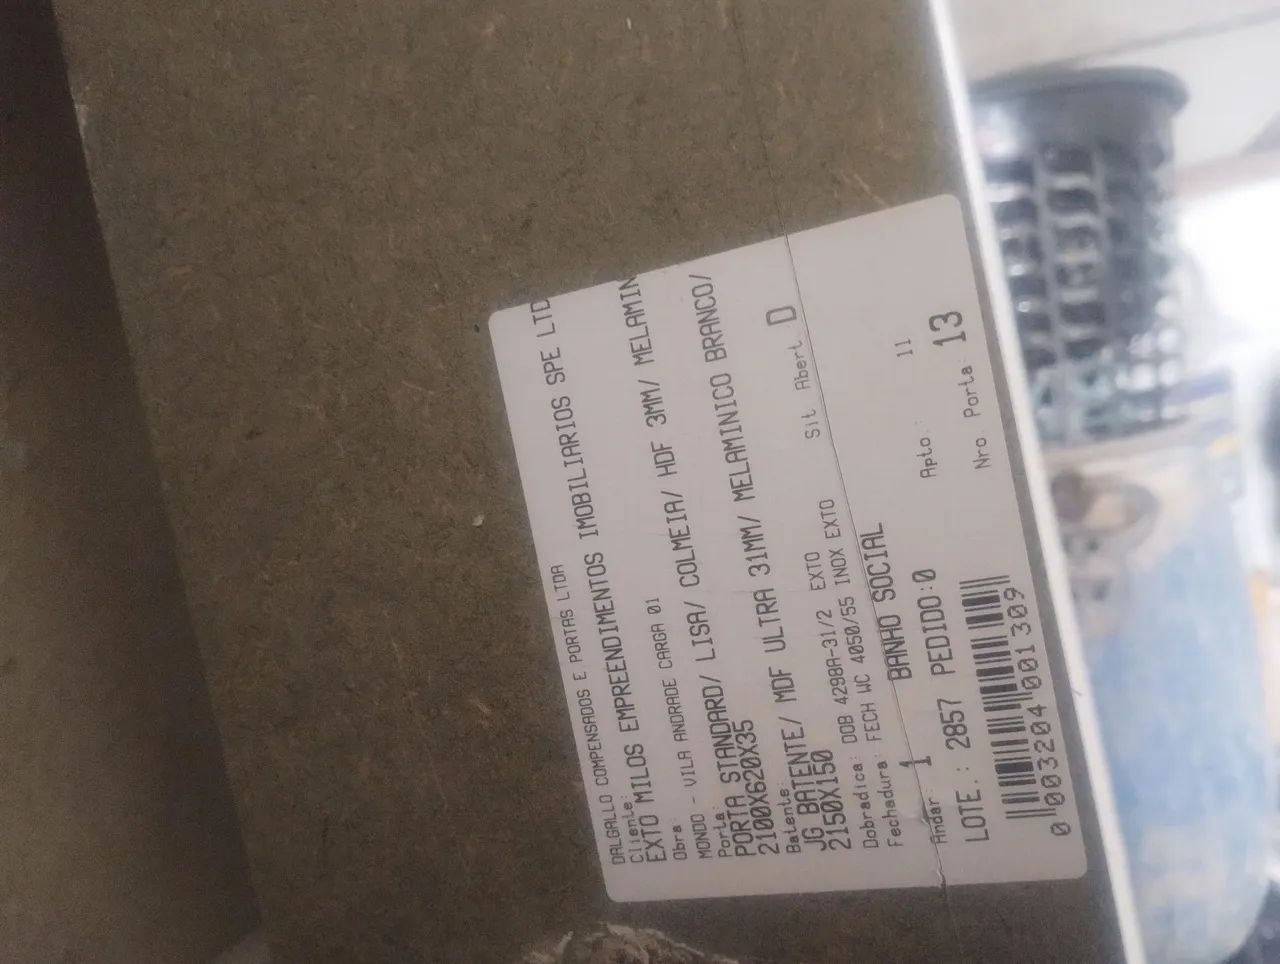 DALGALLO COMPENSADOS E PORTAS LTDA
Cliente:
EXTO MILOS EMPREENDIMENTOS IMOBILIARIOS SPE LTD
Obra:
MONDO - VILA ANDRADE CARGA 01
Porta:
PORTA STANDARD/ LISA/ COLMEIA/ HDF 3MM/ MELAMIN
2100X620X35
Batente:
JG BATENTE/ MDF ULTRA 31MM/ MELAMINICO BRANCO/
2150X150
Dobradica: DOB 4298A-31/2 EXTO Sit Abert D
Fechadura: FECH WC 4050/55 INOX EXTO
BANHO SOCIAL
Andar: 1 Apto.: 11
LOTE.: 2857 PEDIDO:0 Nro. Porta: 13
0 003204 001309